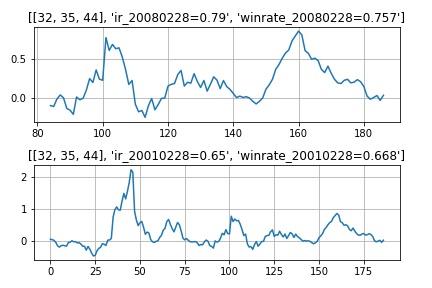 [[32, 35, 44], 'ir_20080228=0.79', 'winrate_20080228=0.757']
0.5
0.0
80 100 120 140 160 180
[[32, 35, 44], 'ir_20010228=0.65', 'winrate_20010228=0.668']
2
1
0
0 25 50 75 100 125 150 175